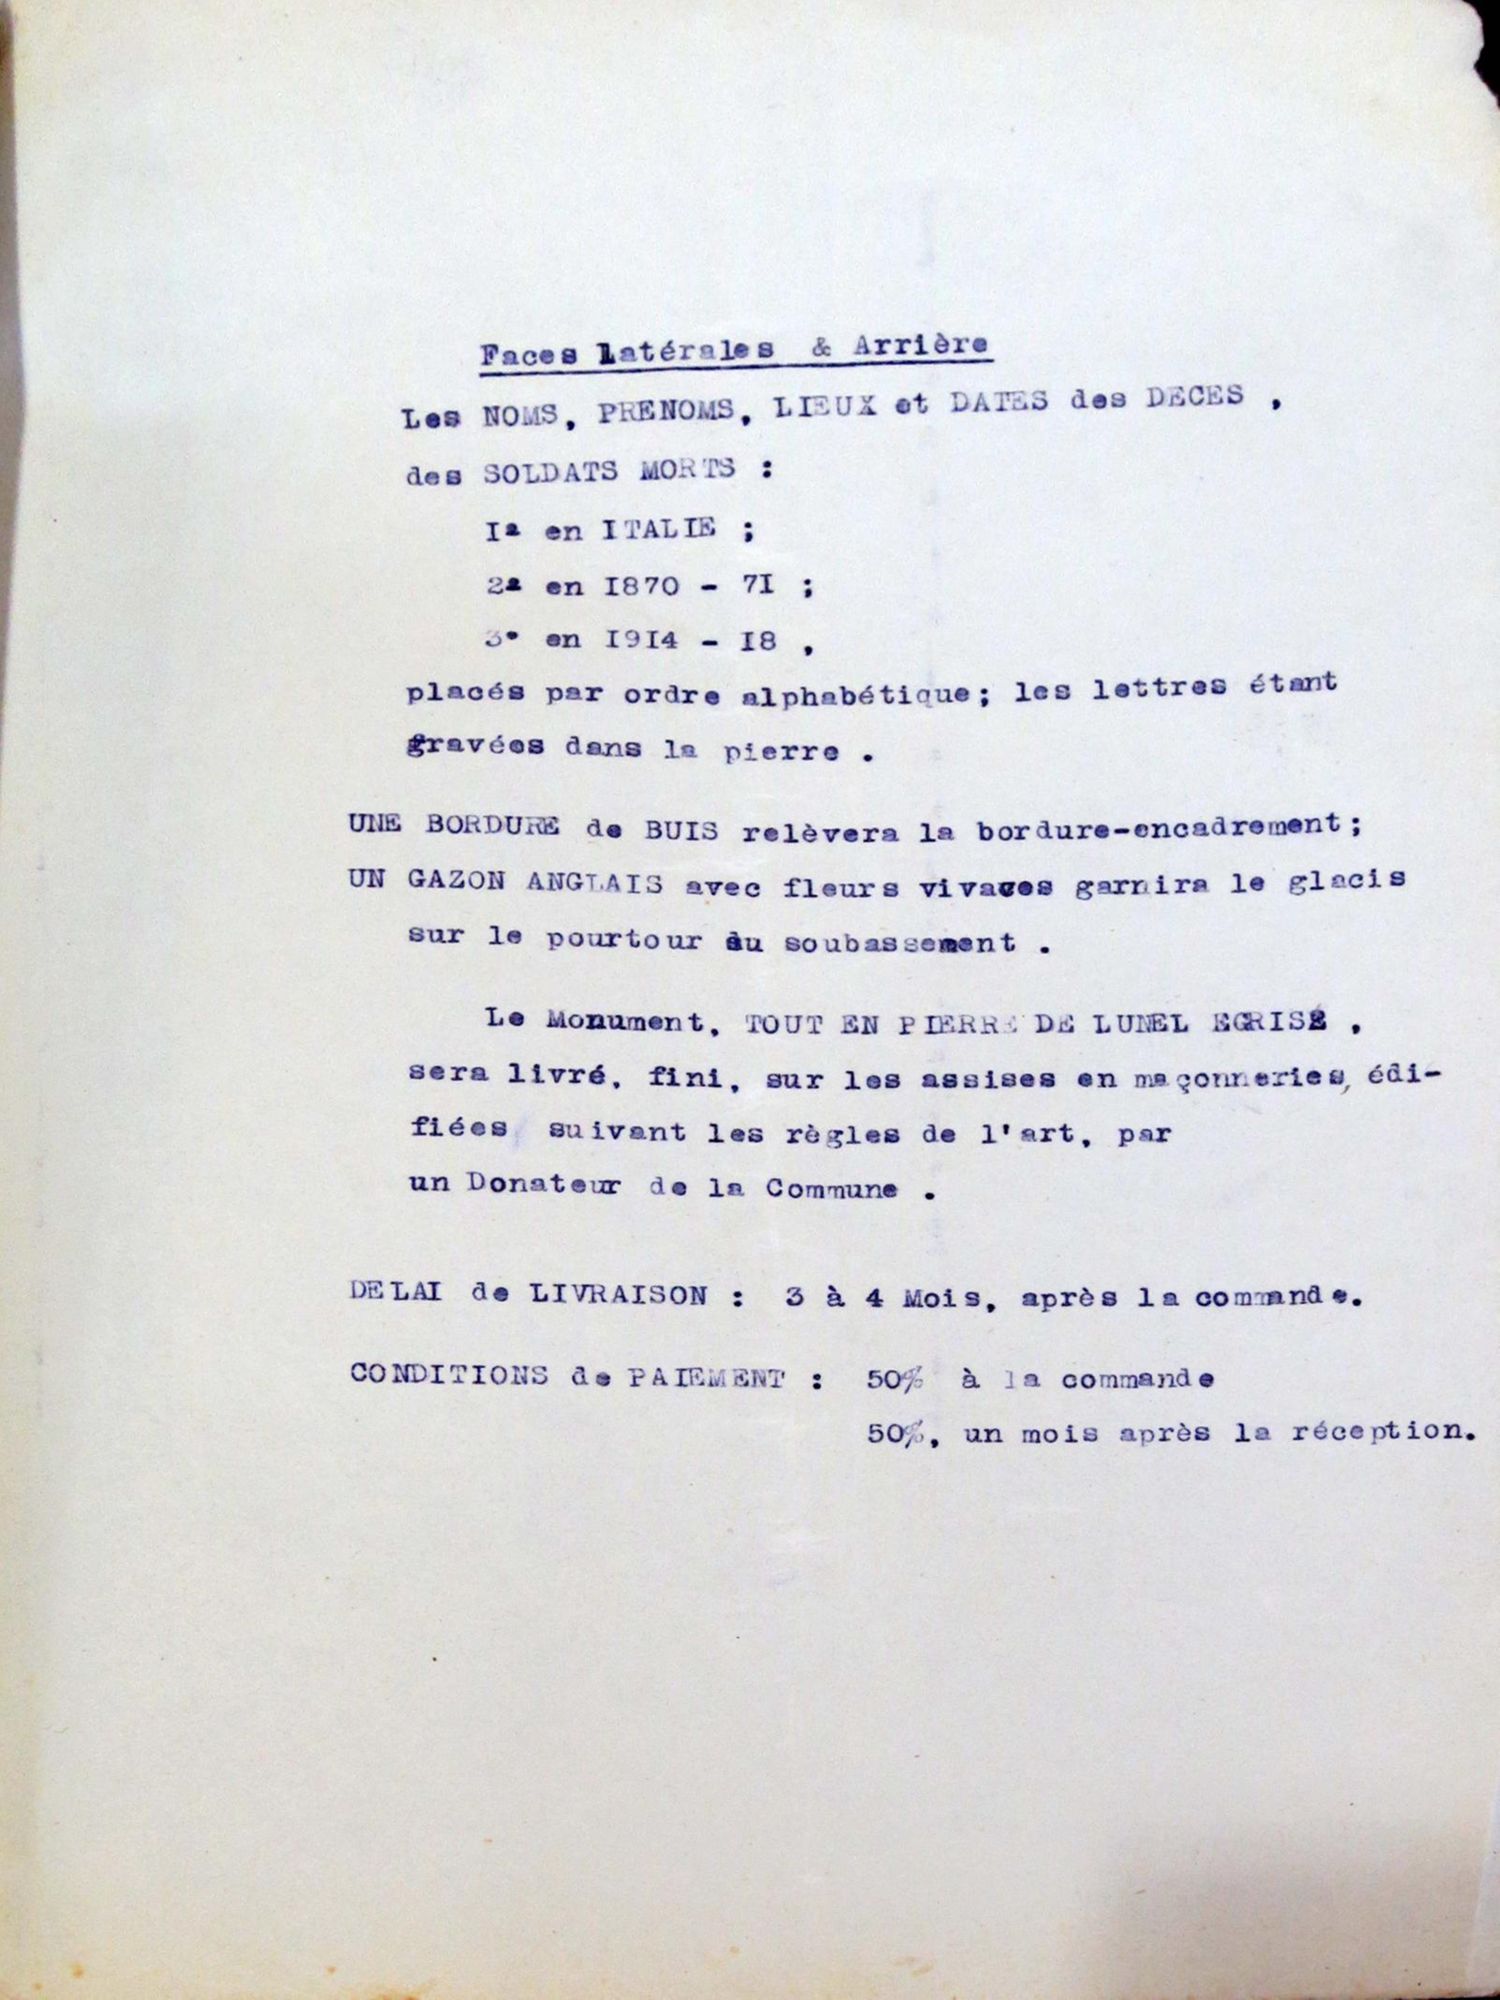 Faces latérales & Arrière
Les NOMS, PRENOMS, LIEUX et DATES des DECES ,
des SOLDATS MORTS :
I° en ITALIE ;
2° en I870 - 7I ;
3° en I9I4 - I8 ,
placés par ordre alphabétique; les lettres étant
gravées dans la pierre .
UNE BORDURE de BUIS relèvera la bordure-encadrement;
UN GAZON ANGLAIS avec fleurs vivaces garnira le glacis
sur le pourtour du soubassement .
Le Monument, TOUT EN PIERRE DE LUNEL EGRISE ,
sera livré, fini, sur les assises en maçonneries, édi-
fiées suivant les règles de l'art, par
un Donateur de la Commune .
DELAI de LIVRAISON : 3 à 4 Mois, après la commande.
CONDITIONS de PAIEMENT : 50% à la commande
50%, un mois après la réception.